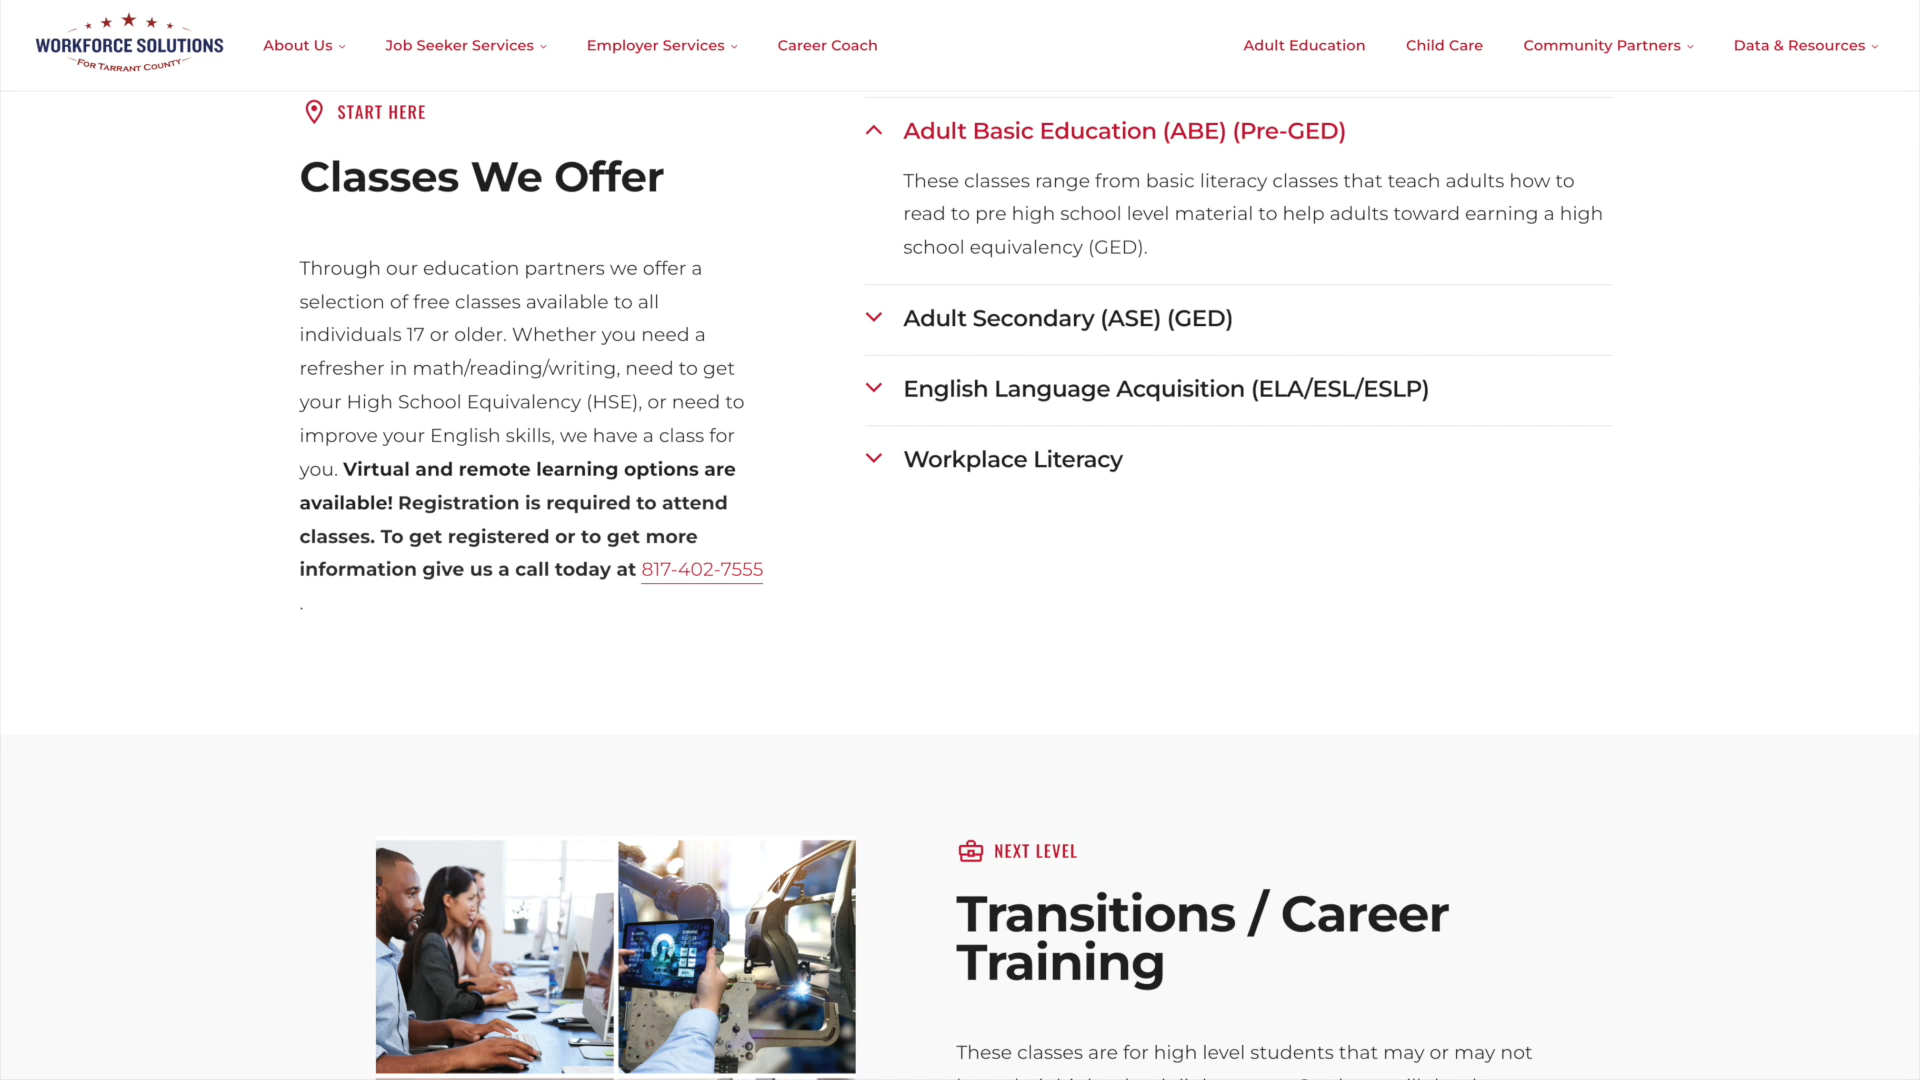 WORKFORCE SOLUTIONS
FOR TARRANT COUNTY
About Us
Job Seeker Services
Employer Services
Career Coach
Adult Education
Child Care
Community Partners
Data & Resources
START HERE
Classes We Offer
Through our education partners we offer a
selection of free classes available to all
individuals 17 or older. Whether you need a
refresher in math/reading/writing, need to get
your High School Equivalency (HSE), or need to
improve your English skills, we have a class for
you. Virtual and remote learning options are
available! Registration is required to attend
classes. To get registered or to get more
information give us a call today at 817-402-7555
.
Adult Basic Education (ABE) (Pre-GED)
These classes range from basic literacy classes that teach adults how to
read to pre high school level material to help adults toward earning a high
school equivalency (GED).
Adult Secondary (ASE) (GED)
English Language Acquisition (ELA/ESL/ESLP)
Workplace Literacy
NEXT LEVEL
Transitions / Career
Training
These classes are for high level students that may or may not